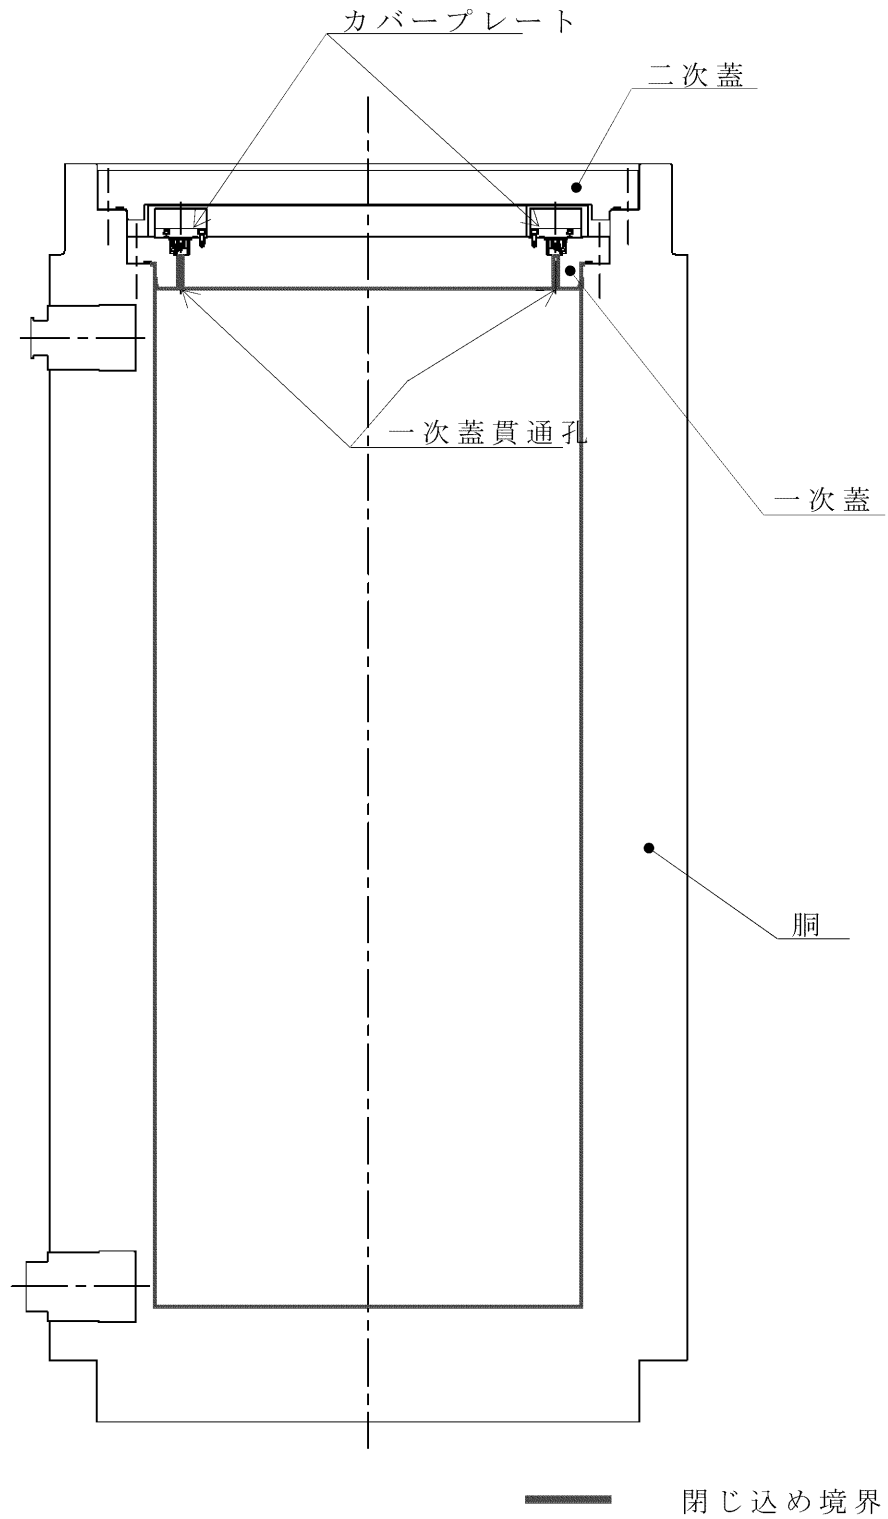 カバープレート
二次蓋
一次蓋貫通孔
一次蓋
胴
閉じ込め境界